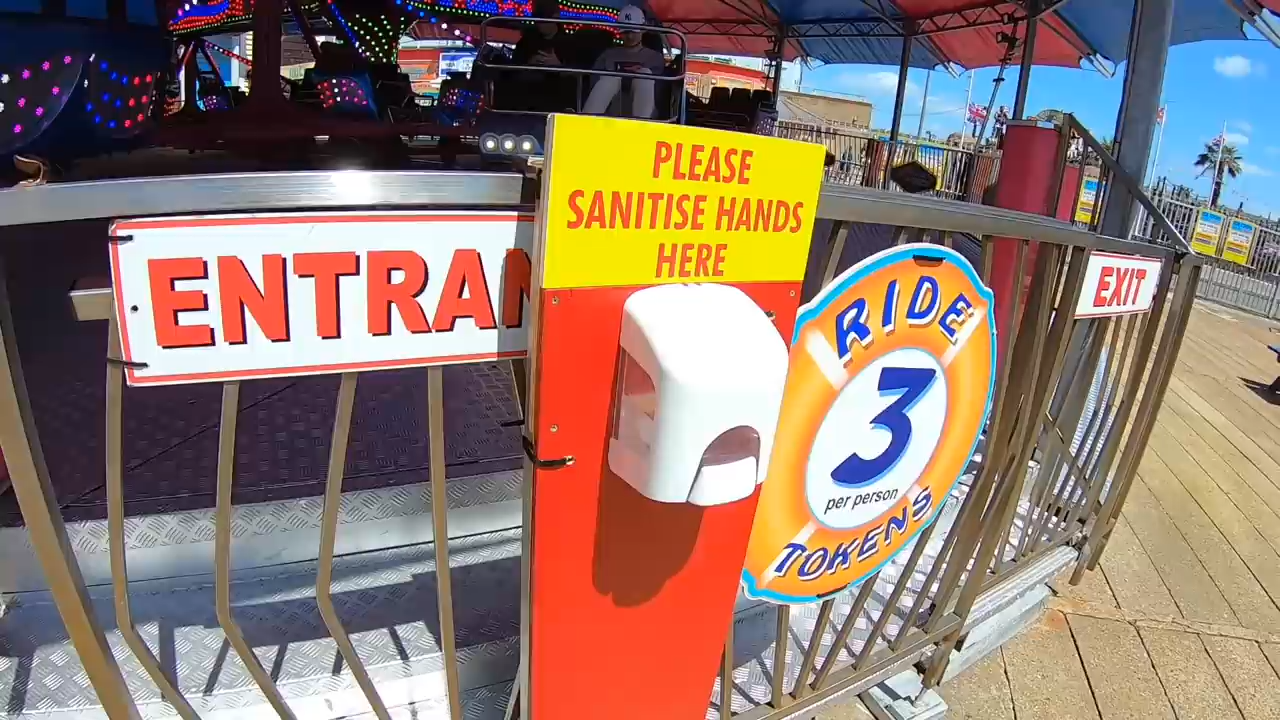 PLEASE
SANITISE HANDS
HERE
ENTRAN
RIDE
3
per person
TOKENS
EXIT